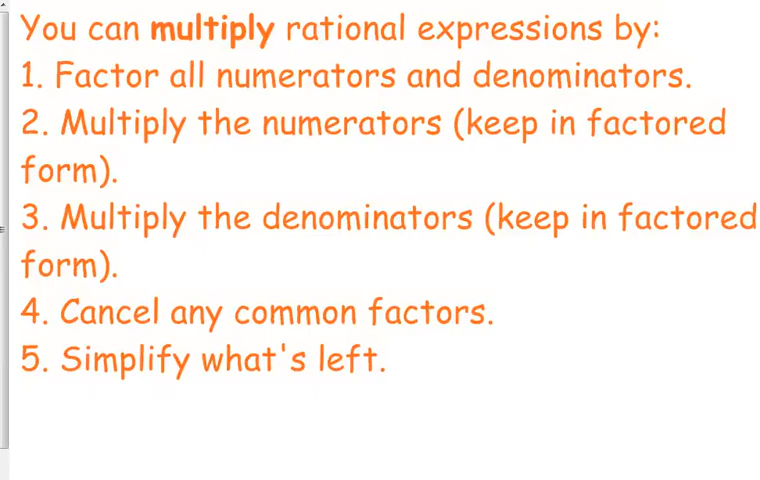 You can multiply rational expressions by:
1. Factor all numerators and denominators.
2. Multiply the numerators (keep in factored
form).
3. Multiply the denominators (keep in factored
form).
4. Cancel any common factors.
5. Simplify what's left.